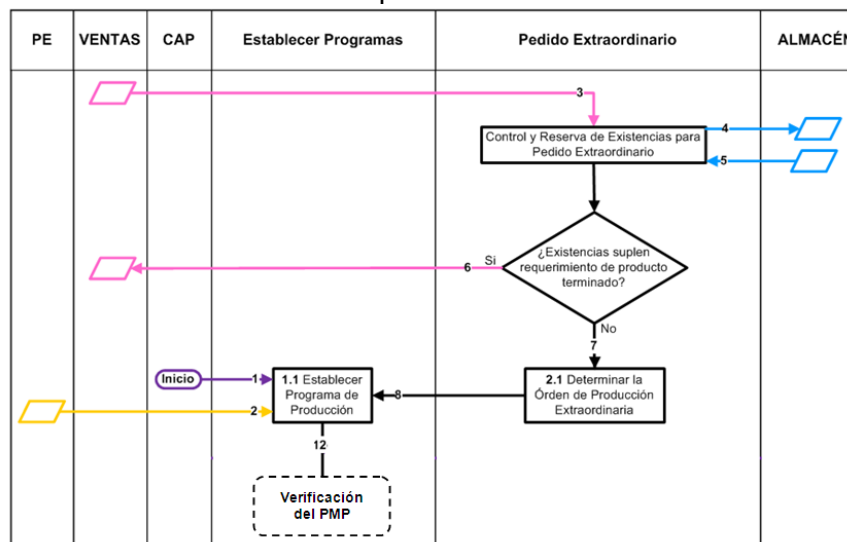 PE
VENTAS
CAP
Establecer Programas
Pedido Extraordinario
ALMACÉN
3
Control y Reserva de Existencias para
Pedido Extraordinario
4
5
¿Existencias suplen
requerimiento de producto
terminado?
Si
6
No
7
Inicio
1
1.1 Establecer
Programa de
Producción
2
8
2.1 Determinar la
Órden de Producción
Extraordinaria
12
Verificación
del PMP